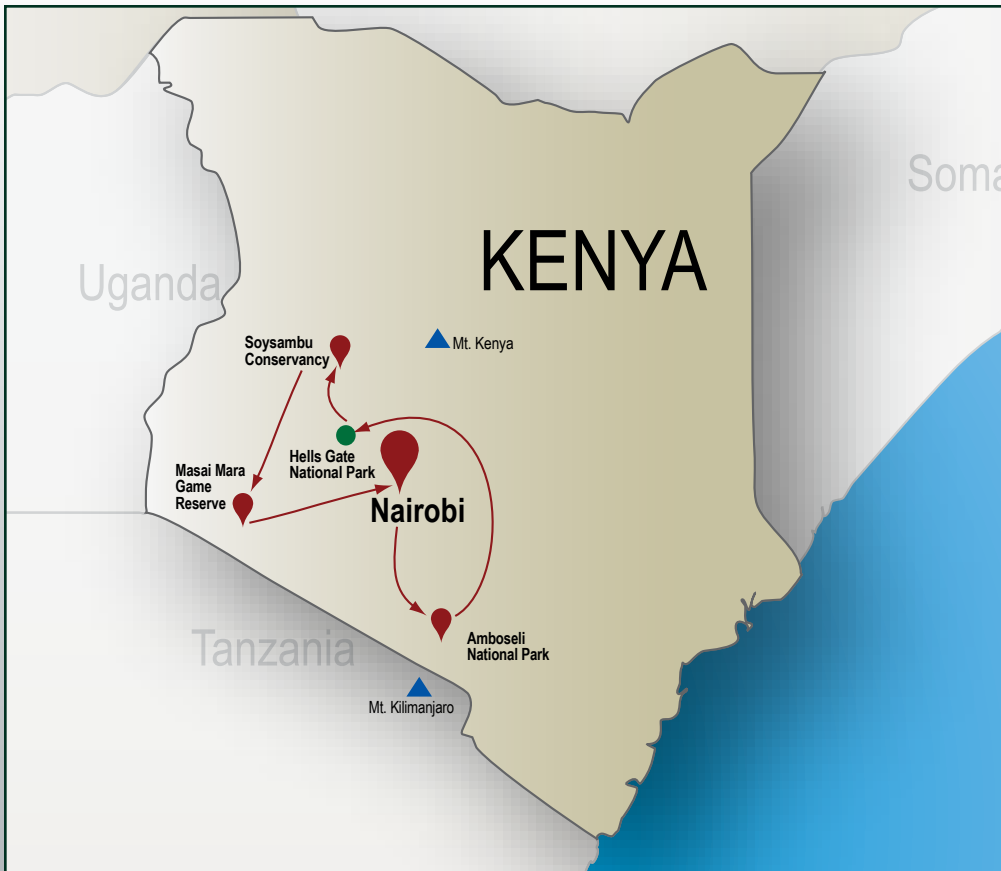 Soma
KENYA
Uganda
Soysambu
Conservancy
Mt. Kenya
Hells Gate
National Park
Masai Mara
Game
Reserve
Nairobi
Amboseli
National Park
Tanzania
Mt. Kilimanjaro